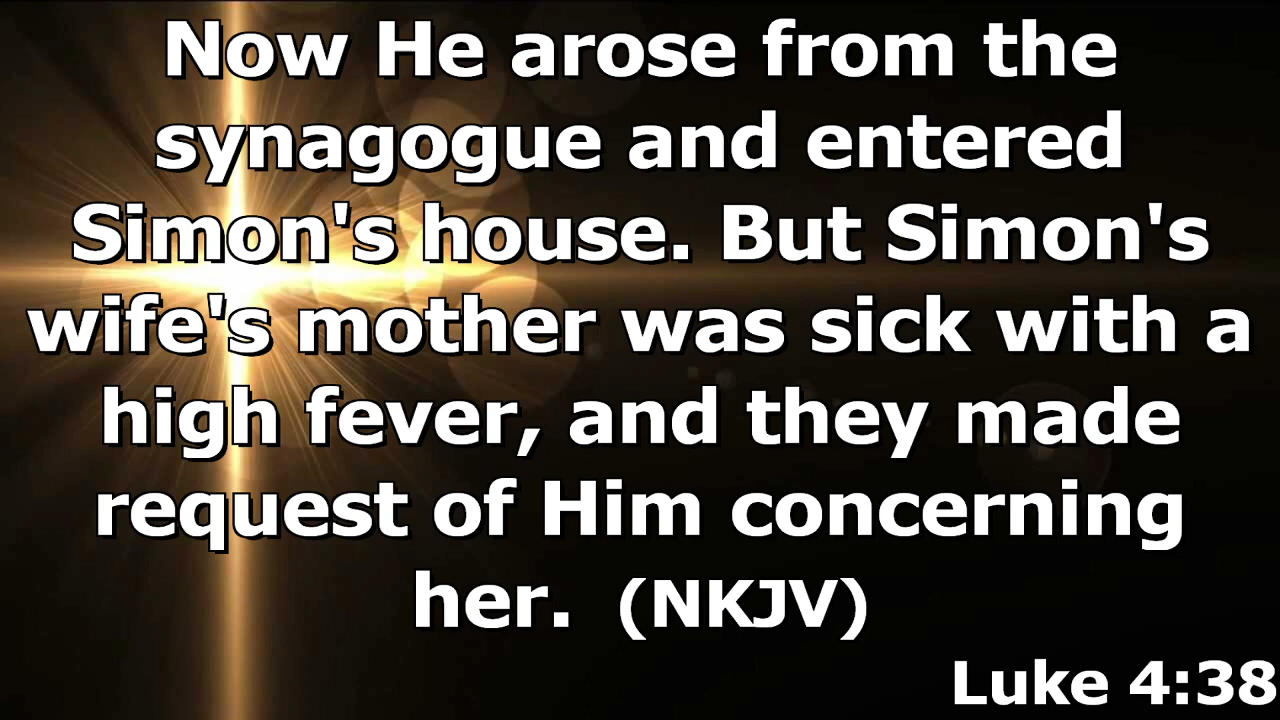 Now He arose from the
synagogue and entered
Simon's house. But Simon's
wife's mother was sick with a
high fever, and they made
request of Him concerning
her.  (NKJV)
Luke 4:38